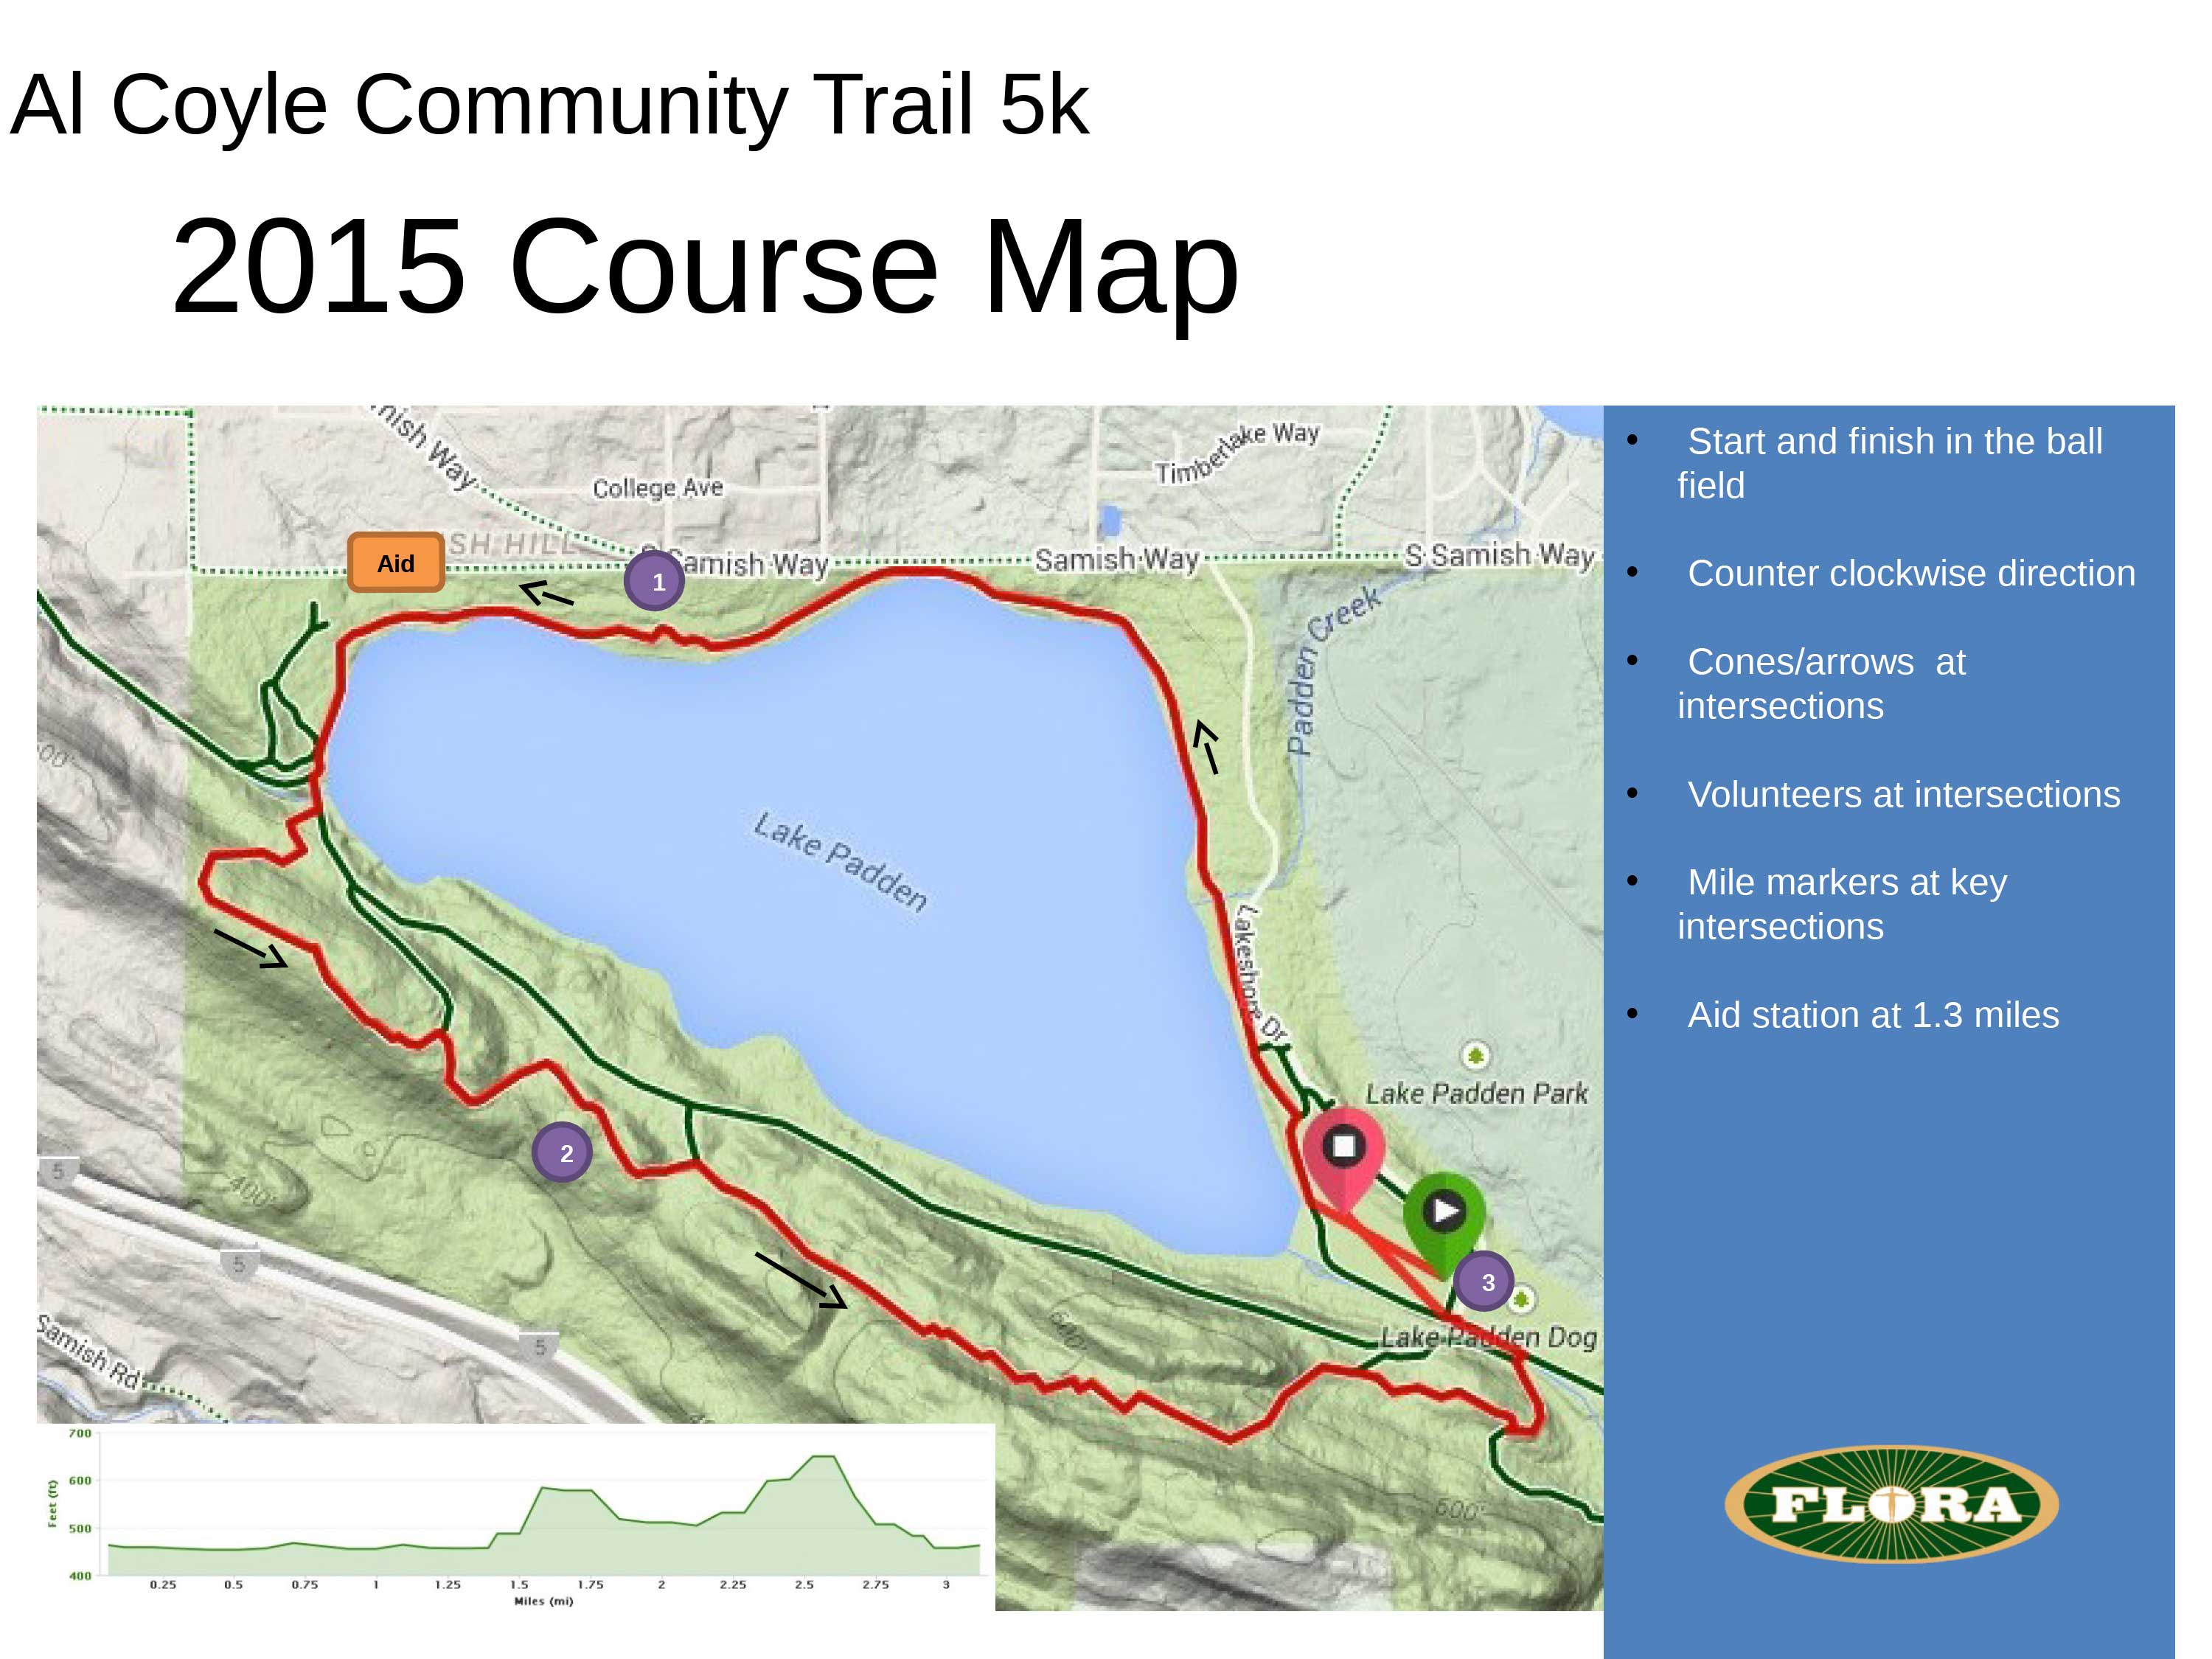 Al Coyle Community Trail 5k
2015 Course Map
mish Way
College Ave
Timberlake Way
Aid
SH HILL
S Samish Way
1
Samish Way
S Samish Way
Padden Creek
Lake Padden
Lakeshore Dr
Lake Padden Park
2
3
Lake Padden Dog
5
400'
5
5
600'
Samish Rd
600'
700
600
500
400
Feet (ft)
0.25 0.5 0.75 1 1.25 1.5 1.75 2 2.25 2.5 2.75 3
Miles (mi)
• Start and finish in the ball
field
• Counter clockwise direction
• Cones/arrows at
intersections
• Volunteers at intersections
• Mile markers at key
intersections
• Aid station at 1.3 miles
FLORA